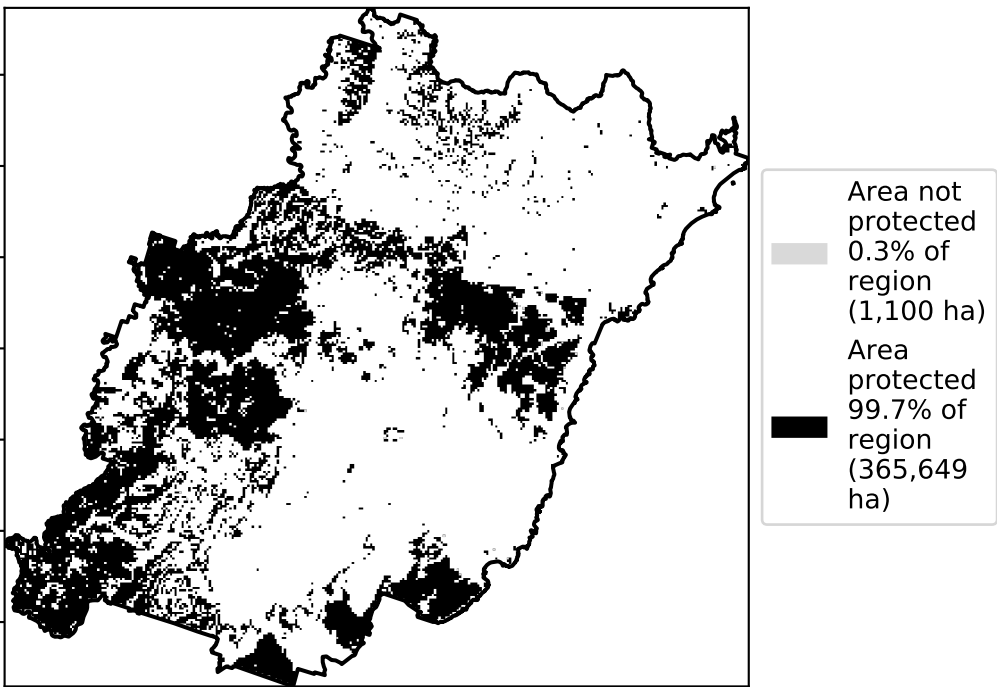 Area not
protected
0.3% of
region
(1,100 ha)
Area
protected
99.7% of
region
(365,649
ha)